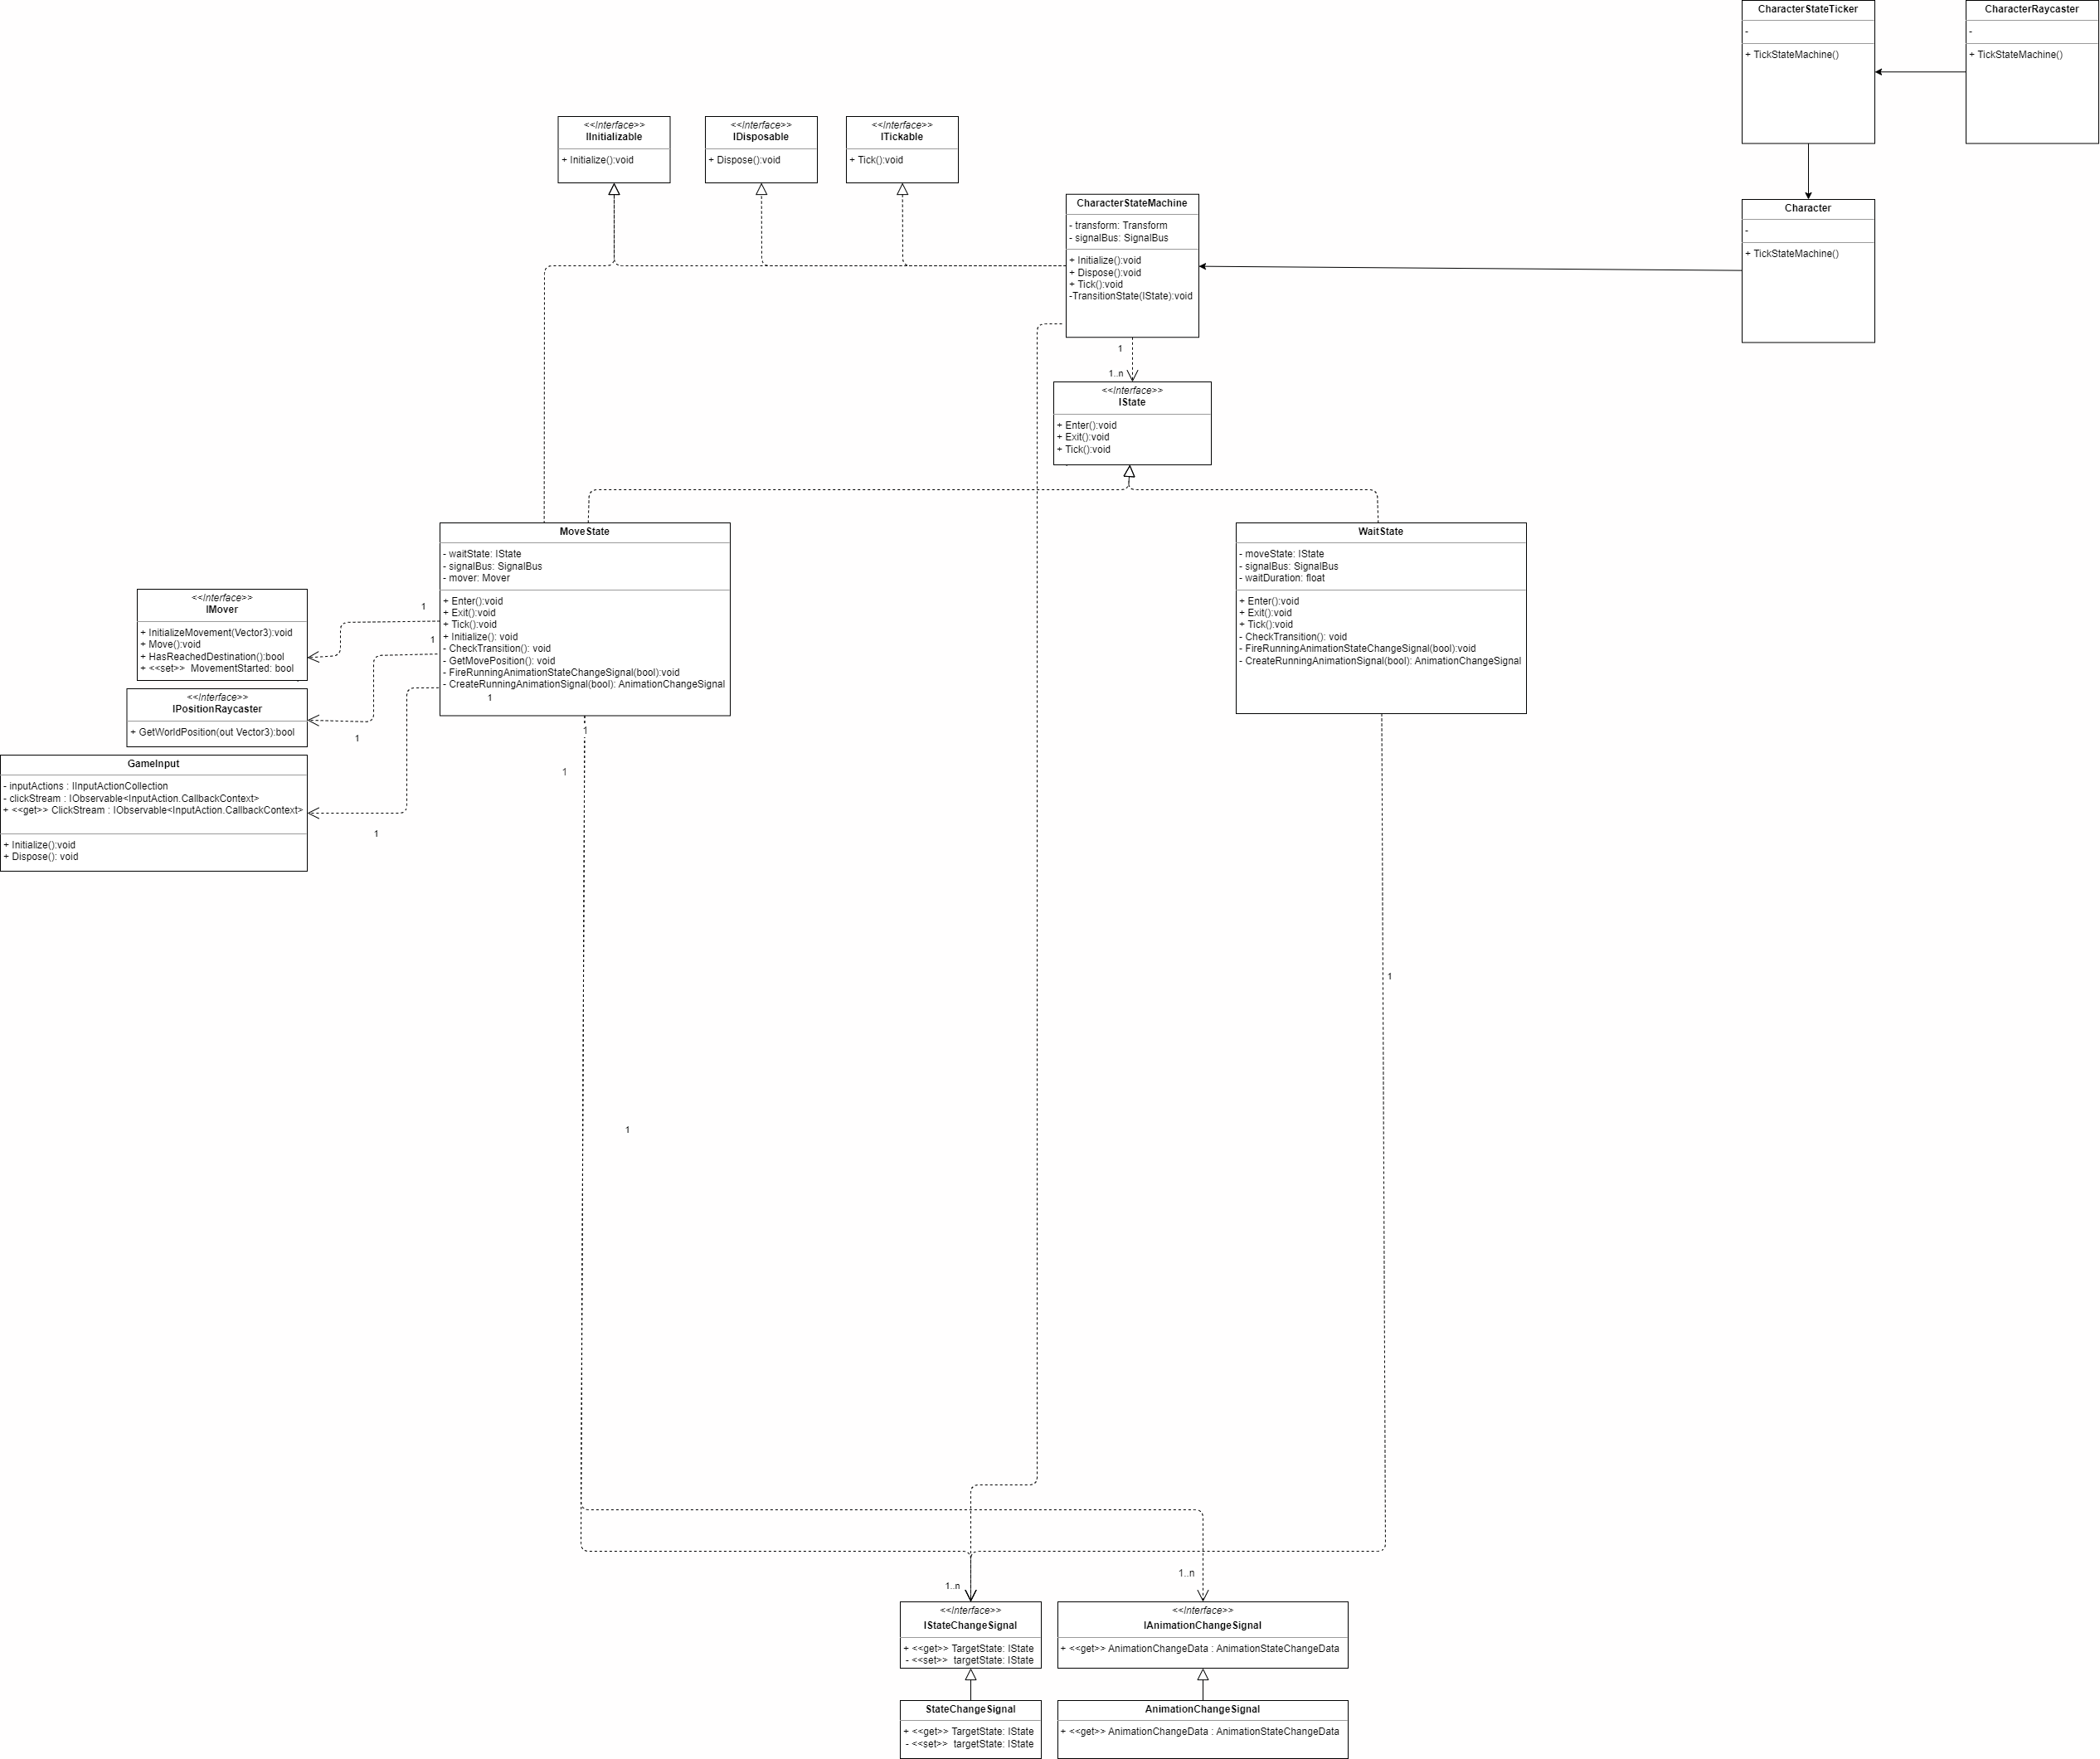 CharacterStateTicker
-
+ TickStateMachine()
CharacterRaycaster
-
+ TickStateMachine()
<<Interface>>
IInitializable
+ Initialize():void
<<Interface>>
IDisposable
+ Dispose():void
<<Interface>>
ITickable
+ Tick():void
CharacterStateMachine
- transform: Transform
- signalBus: SignalBus
+ Initialize():void
+ Dispose():void
+ Tick():void
-TransitionState(IState):void
Character
-
+ TickStateMachine()
1
1..n
<<Interface>>
IState
+ Enter():void
+ Exit():void
+ Tick():void
MoveState
- waitState: IState
- signalBus: SignalBus
- mover: Mover
+ Enter():void
+ Exit():void
+ Tick():void
+ Initialize(): void
- CheckTransition(): void
- GetMovePosition(): void
- FireRunningAnimationStateChangeSignal(bool):void
- CreateRunningAnimationSignal(bool): AnimationChangeSignal
1
WaitState
- moveState: IState
- signalBus: SignalBus
- waitDuration: float
+ Enter():void
+ Exit():void
+ Tick():void
- CheckTransition(): void
- FireRunningAnimationStateChangeSignal(bool):void
- CreateRunningAnimationSignal(bool): AnimationChangeSignal
<<Interface>>
IMover
+ InitializeMovement(Vector3):void
+ Move():void
+ HasReachedDestination():bool
+ <<set>>  MovementStarted: bool
1
1
<<Interface>>
IPositionRaycaster
+ GetWorldPosition(out Vector3):bool
1
GameInput
- inputActions : IInputActionCollection
- clickStream : IObservable<InputAction.CallbackContext>
+ <<get>> ClickStream : IObservable<InputAction.CallbackContext>
+ Initialize():void
+ Dispose(): void
1
1
1
1
1
1..n
1..n
<<Interface>>
IStateChangeSignal
+ <<get>> TargetState: IState
- <<set>>  targetState: IState
<<Interface>>
IAnimationChangeSignal
+ <<get>> AnimationChangeData : AnimationStateChangeData
StateChangeSignal
+ <<get>> TargetState: IState
- <<set>>  targetState: IState
AnimationChangeSignal
+ <<get>> AnimationChangeData : AnimationStateChangeData